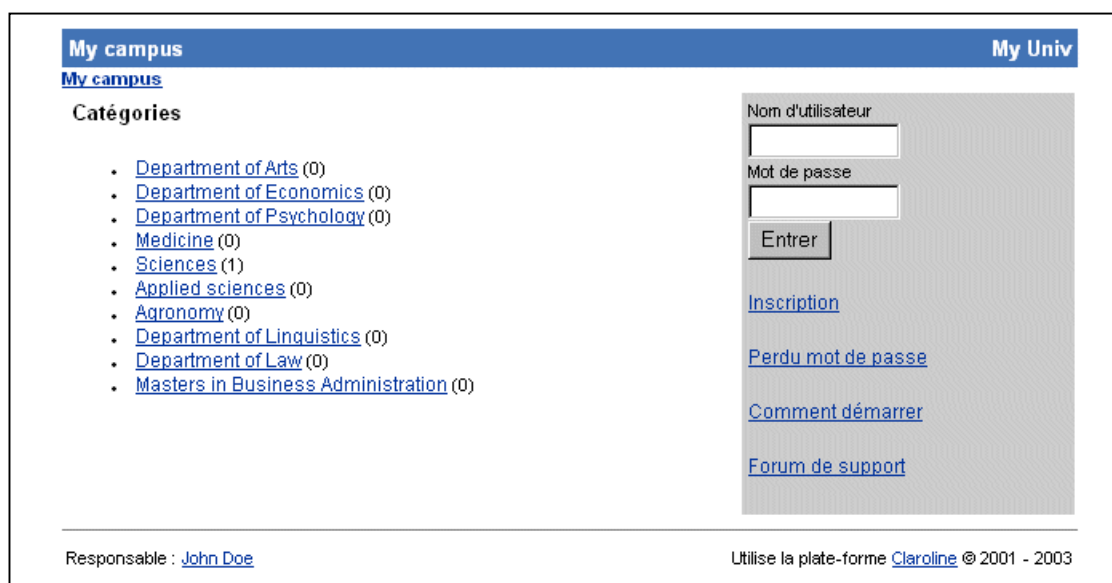 My campus My Univ
My campus
Catégories
Department of Arts (0)
Department of Economics (0)
Department of Psychology (0)
Medicine (0)
Sciences (1)
Applied sciences (0)
Agronomy (0)
Department of Linguistics (0)
Department of Law (0)
Masters in Business Administration (0)
Nom d'utilisateur
Mot de passe
Entrer
Inscription
Perdu mot de passe
Comment démarrer
Forum de support
Responsable : John Doe
Utilise la plate-forme Claroline © 2001 - 2003